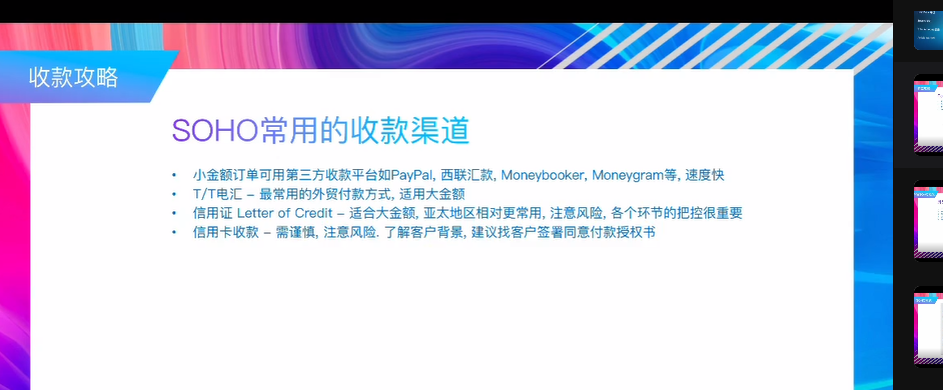 收款攻略
SOHO常用的收款渠道
• 小金额订单可用第三方收款平台如PayPal, 西联汇款, Moneybooker, Moneygram等, 速度快
• T/T电汇 – 最常用的外贸付款方式, 适用大金额
• 信用证 Letter of Credit – 适合大金额, 亚太地区相对更常用, 注意风险, 各个环节的把控很重要
• 信用卡收款 – 需谨慎, 注意风险. 了解客户背景, 建议找客户签署同意付款授权书